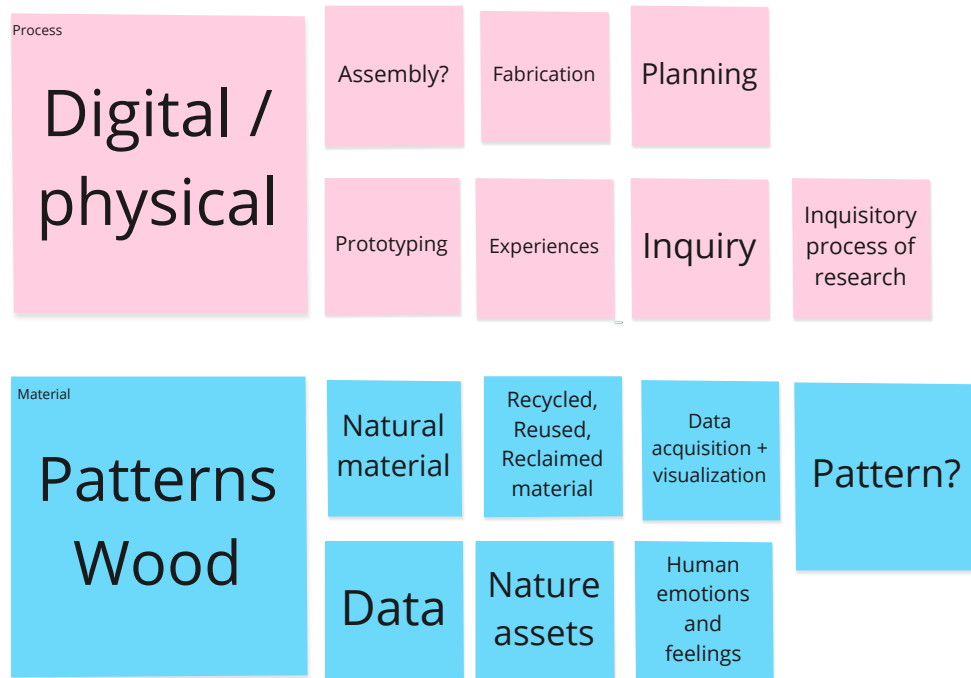 Process
Digital /
physical
Assembly?
Fabrication
Planning
Prototyping
Experiences
Inquiry
Inquisitory
process of
research
Material
Patterns
Wood
Natural
material
Recycled,
Reused,
Reclaimed
material
Data
acquisition +
visualization
Pattern?
Data
Nature
assets
Human
emotions
and
feelings